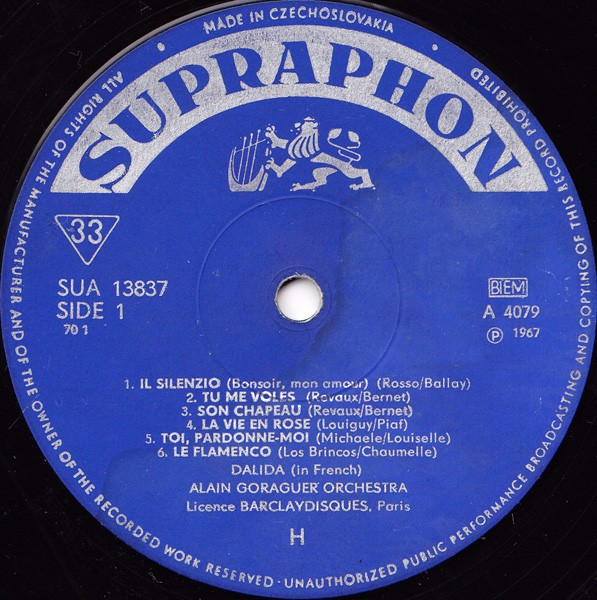 MADE IN CZECHOSLOVAKIA
ALL RIGHTS OF THE MANUFACTURER AND OF THE OWNER OF THE RECORDED WORK RESERVED · UNAUTHORIZED PUBLIC PERFORMANCE BROADCASTING AND COPYING OF THIS RECORD PROHIBITED
SUPRAPHON
33
SUA 13837
SIDE 1
70 1
BIEM
A 4079
℗ 1967
1. IL SILENZIO (Bonsoir, mon amour) (Rosso/Ballay)
2. TU ME VOLES (Revaux/Bernet)
3. SON CHAPEAU (Revaux/Bernet)
4. LA VIE EN ROSE (Louiguy/Piaf)
5. TOI, PARDONNE-MOI (Michaele/Louiselle)
6. LE FLAMENCO (Los Brincos/Chaumelle)
DALIDA (in French)
ALAIN GORAGUER ORCHESTRA
Licence BARCLAYDISQUES, Paris
H